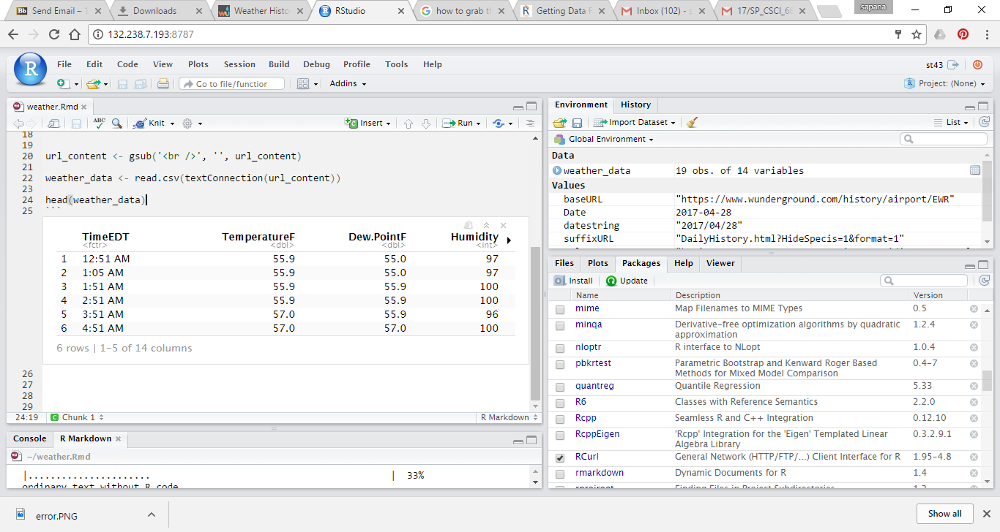 Send Email – 1
Downloads
Weather Histo
RStudio
how to grab th
Getting Data F
Inbox (102) - s
17/SP_CSCI_68
sapana
132.238.7.193:8787
File Edit Code View Plots Session Build Debug Profile Tools Help
st43
Go to file/function
Addins
Project: (None)
weather.Rmd
Knit
Insert
Run
18
19
20 url_content <- gsub('<br />', '', url_content)
21
22 weather_data <- read.csv(textConnection(url_content))
23
24 head(weather_data)
25 ```
TimeEDT TemperatureF Dew.PointF Humidity
<fctr> <dbl> <dbl> <int>
1 12:51 AM 55.9 55.0 97
2 1:05 AM 55.9 55.0 97
3 1:51 AM 55.9 55.9 100
4 2:51 AM 55.9 55.9 100
5 3:51 AM 57.0 55.9 96
6 4:51 AM 57.0 57.0 100
6 rows | 1-5 of 14 columns
26
27
28
29
24:19 Chunk 1 R Markdown
Console R Markdown
~/weather.Rmd
|...................... | 33%
ordinary text without R code
Environment History
Import Dataset
List
Global Environment
Data
weather_data 19 obs. of 14 variables
Values
baseURL "https://www.wunderground.com/history/airport/EWR"
Date 2017-04-28
datestring "2017/04/28"
suffixURL "DailyHistory.html?HideSpecis=1&format=1"
Files Plots Packages Help Viewer
Install Update
Name Description Version
mime Map Filenames to MIME Types 0.5
minqa Derivative-free optimization algorithms by quadratic approximation 1.2.4
nloptr R interface to NLopt 1.0.4
pbkrtest Parametric Bootstrap and Kenward Roger Based Methods for Mixed Model Comparison 0.4-7
quantreg Quantile Regression 5.33
R6 Classes with Reference Semantics 2.2.0
Rcpp Seamless R and C++ Integration 0.12.10
RcppEigen 'Rcpp' Integration for the 'Eigen' Templated Linear Algebra Library 0.3.2.9.1
RCurl General Network (HTTP/FTP/...) Client Interface for R 1.95-4.8
rmarkdown Dynamic Documents for R 1.4
rprojroot Finding Files in Project Subdirectories 1.2
error.PNG
Show all